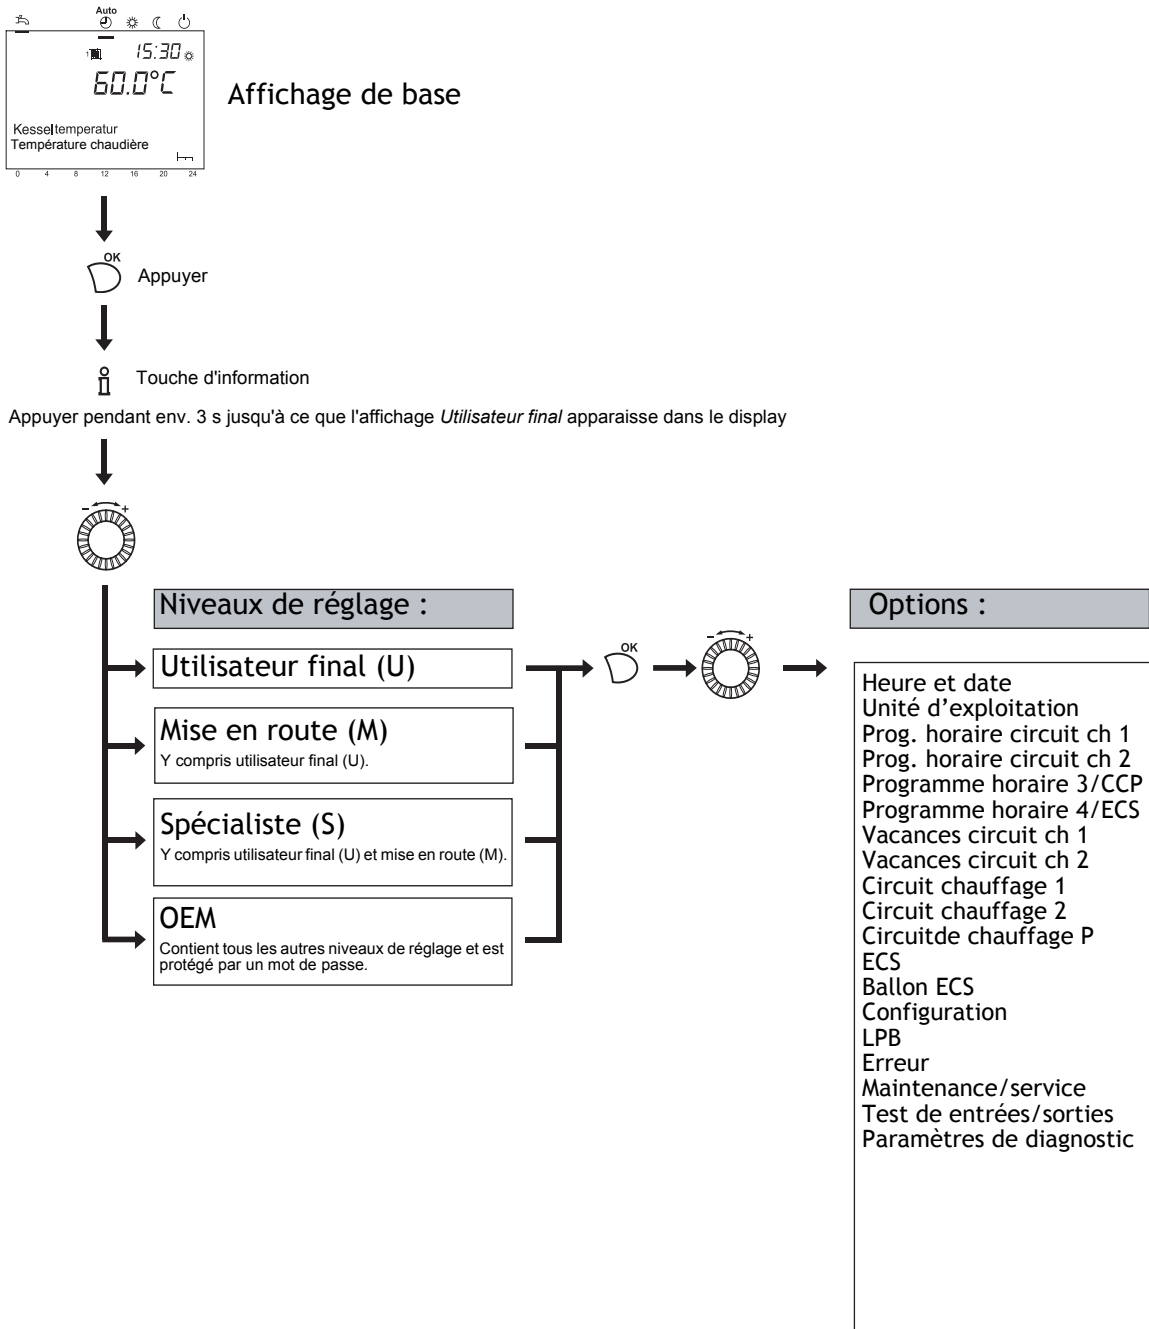 Auto
15:30
1
60.0°C
Affichage de base
Kesseltemperatur
Température chaudière
0 4 8 12 16 20 24
OK
Appuyer
Touche d'information
Appuyer pendant env. 3 s jusqu'à ce que l'affichage Utilisateur final apparaisse dans le display
- +
Niveaux de réglage :
Options :
Utilisateur final (U)
OK
- +
Mise en route (M)
Y compris utilisateur final (U).
Spécialiste (S)
Y compris utilisateur final (U) et mise en route (M).
OEM
Contient tous les autres niveaux de réglage et est
protégé par un mot de passe.
Heure et date
Unité d’exploitation
Prog. horaire circuit ch 1
Prog. horaire circuit ch 2
Programme horaire 3/CCP
Programme horaire 4/ECS
Vacances circuit ch 1
Vacances circuit ch 2
Circuit chauffage 1
Circuit chauffage 2
Circuitde chauffage P
ECS
Ballon ECS
Configuration
LPB
Erreur
Maintenance/service
Test de entrées/sorties
Paramètres de diagnostic